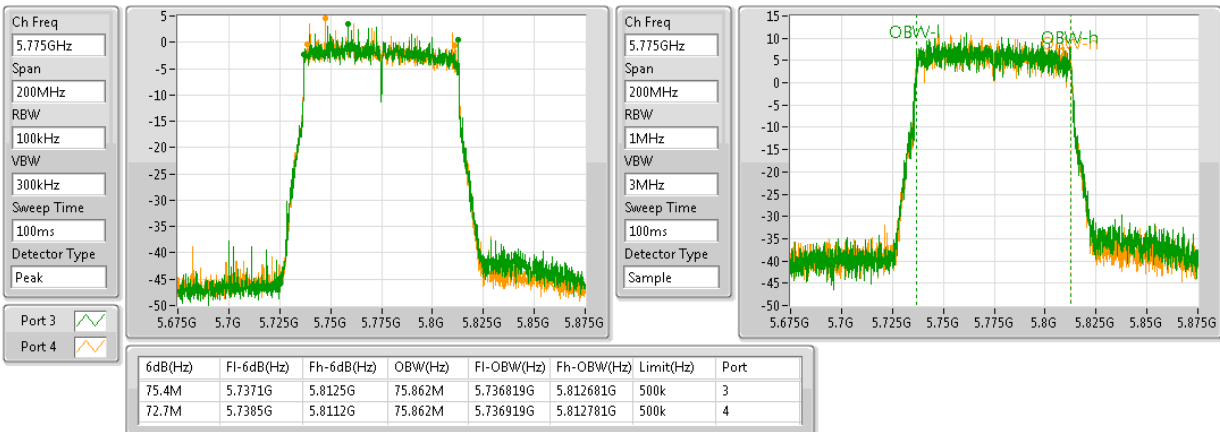 Ch Freq
5.775GHz
Span
200MHz
RBW
100kHz
VBW
300kHz
Sweep Time
100ms
Detector Type
Peak
Port 3
Port 4
5
0
-5
-10
-15
-20
-25
-30
-35
-40
-45
-50
5.675G 5.7G 5.725G 5.75G 5.775G 5.8G 5.825G 5.85G 5.875G
Ch Freq
5.775GHz
Span
200MHz
RBW
1MHz
VBW
3MHz
Sweep Time
100ms
Detector Type
Sample
15
10
5
0
-5
-10
-15
-20
-25
-30
-35
-40
-45
-50
OBW-l
OBW-h
5.675G 5.7G 5.725G 5.75G 5.775G 5.8G 5.825G 5.85G 5.875G
6dB(Hz) Fl-6dB(Hz) Fh-6dB(Hz) OBW(Hz) Fl-OBW(Hz) Fh-OBW(Hz) Limit(Hz) Port
75.4M 5.7371G 5.8125G 75.862M 5.736819G 5.812681G 500k 3
72.7M 5.7385G 5.8112G 75.862M 5.736919G 5.812781G 500k 4